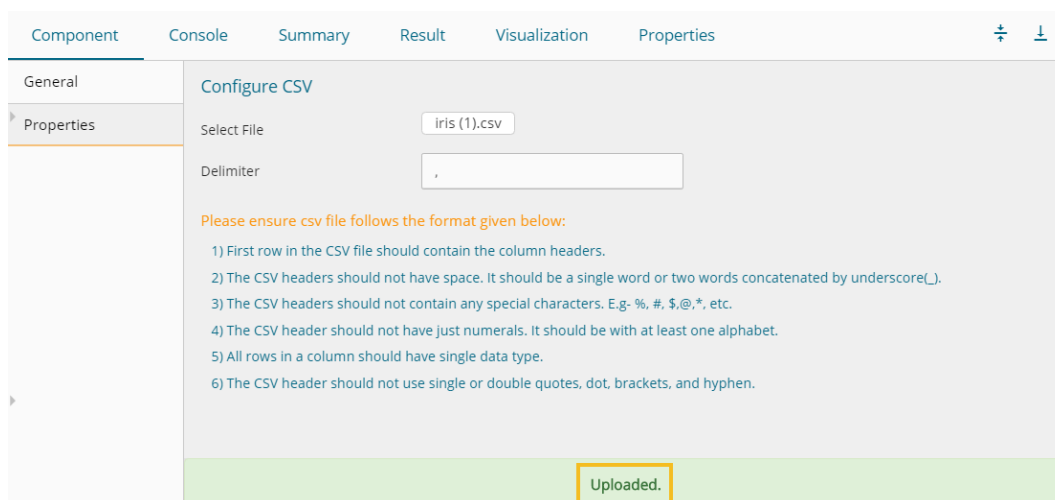 Component Console Summary Result Visualization Properties
General
Properties
Configure CSV
Select File iris (1).csv
Delimiter ,
Please ensure csv file follows the format given below:
1) First row in the CSV file should contain the column headers.
2) The CSV headers should not have space. It should be a single word or two words concatenated by underscore(_).
3) The CSV headers should not contain any special characters. E.g- %, #, $,@,*, etc.
4) The CSV header should not have just numerals. It should be with at least one alphabet.
5) All rows in a column should have single data type.
6) The CSV header should not use single or double quotes, dot, brackets, and hyphen.
Uploaded.